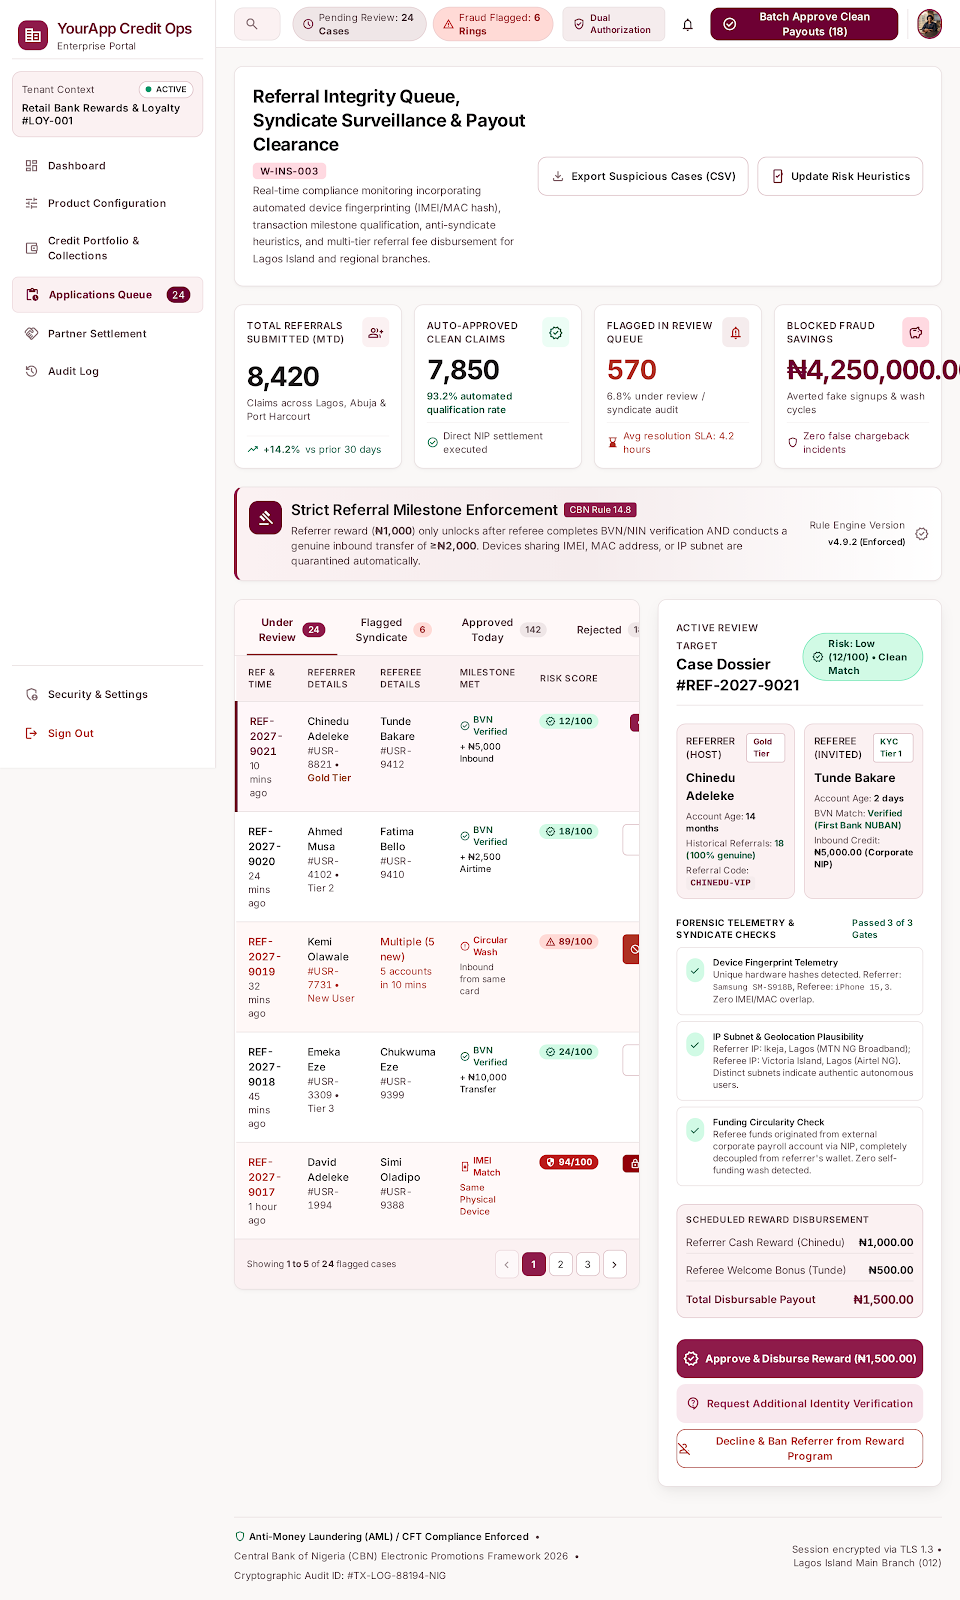 YourApp Credit Ops
Enterprise Portal
Tenant Context
ACTIVE
Retail Bank Rewards & Loyalty
#LOY-001
Dashboard
Product Configuration
Credit Portfolio &
Collections
Applications Queue
24
Partner Settlement
Audit Log
Security & Settings
Sign Out
Pending Review: 24
Cases
Fraud Flagged: 6
Rings
Dual
Authorization
Batch Approve Clean
Payouts (18)
Referral Integrity Queue,
Syndicate Surveillance & Payout
Clearance
W-INS-003
Real-time compliance monitoring incorporating
automated device fingerprinting (IMEI/MAC hash),
transaction milestone qualification, anti-syndicate
heuristics, and multi-tier referral fee disbursement for
Lagos Island and regional branches.
Export Suspicious Cases (CSV)
Update Risk Heuristics
TOTAL REFERRALS
SUBMITTED (MTD)
8,420
Claims across Lagos, Abuja &
Port Harcourt
+14.2% vs prior 30 days
AUTO-APPROVED
CLEAN CLAIMS
7,850
93.2% automated
qualification rate
Direct NIP settlement
executed
FLAGGED IN REVIEW
QUEUE
570
6.8% under review /
syndicate audit
Avg resolution SLA: 4.2
hours
BLOCKED FRAUD
SAVINGS
₦4,250,000.0
Averted fake signups & wash
cycles
Zero false chargeback
incidents
Strict Referral Milestone Enforcement
CBN Rule 14.8
Referrer reward (₦1,000) only unlocks after referee completes BVN/NIN verification AND conducts a
genuine inbound transfer of ≥₦2,000. Devices sharing IMEI, MAC address, or IP subnet are
quarantined automatically.
Rule Engine Version
v4.9.2 (Enforced)
Under
Review
24
Flagged
Syndicate
6
Approved
Today
142
Rejected
18
REF &
TIME
REFERRER
DETAILS
REFEREE
DETAILS
MILESTONE
MET
RISK SCORE
REF-
2027-
9021
10
mins
ago
Chinedu
Adeleke
#USR-
8821 •
Gold Tier
Tunde
Bakare
#USR-
9412
BVN
Verified
+ ₦5,000
Inbound
12/100
REF-
2027-
9020
24
mins
ago
Ahmed
Musa
#USR-
4102 •
Tier 2
Fatima
Bello
#USR-
9410
BVN
Verified
+ ₦2,500
Airtime
18/100
REF-
2027-
9019
32
mins
ago
Kemi
Olawale
#USR-
7731 •
New User
Multiple (5
new)
5 accounts
in 10 mins
Circular
Wash
Inbound
from same
card
89/100
REF-
2027-
9018
45
mins
ago
Emeka
Eze
#USR-
3309 •
Tier 3
Chukwuma
Eze
#USR-
9399
BVN
Verified
+ ₦10,000
Transfer
24/100
REF-
2027-
9017
1 hour
ago
David
Adeleke
#USR-
1994
Simi
Oladipo
#USR-
9388
IMEI
Match
Same
Physical
Device
94/100
Showing 1 to 5 of 24 flagged cases
1
2
3
ACTIVE REVIEW
TARGET
Case Dossier
#REF-2027-9021
Risk: Low
(12/100) • Clean
Match
REFERRER
(HOST)
Gold
Tier
Chinedu
Adeleke
Account Age: 14
months
Historical Referrals: 18
(100% genuine)
Referral Code:
CHINEDU-VIP
REFEREE
(INVITED)
KYC
Tier 1
Tunde Bakare
Account Age: 2 days
BVN Match: Verified
(First Bank NUBAN)
Inbound Credit:
₦5,000.00 (Corporate
NIP)
FORENSIC TELEMETRY &
SYNDICATE CHECKS
Passed 3 of 3
Gates
Device Fingerprint Telemetry
Unique hardware hashes detected. Referrer:
Samsung SM-S918B, Referee: iPhone 15,3.
Zero IMEI/MAC overlap.
IP Subnet & Geolocation Plausibility
Referrer IP: Ikeja, Lagos (MTN NG Broadband);
Referee IP: Victoria Island, Lagos (Airtel NG).
Distinct subnets indicate authentic autonomous
users.
Funding Circularity Check
Referee funds originated from external
corporate payroll account via NIP, completely
decoupled from referrer's wallet. Zero self-
funding wash detected.
SCHEDULED REWARD DISBURSEMENT
Referrer Cash Reward (Chinedu)
₦1,000.00
Referee Welcome Bonus (Tunde)
₦500.00
Total Disbursable Payout
₦1,500.00
Approve & Disburse Reward (₦1,500.00)
Request Additional Identity Verification
Decline & Ban Referrer from Reward
Program
Anti-Money Laundering (AML) / CFT Compliance Enforced •
Central Bank of Nigeria (CBN) Electronic Promotions Framework 2026 •
Cryptographic Audit ID: #TX-LOG-88194-NIG
Session encrypted via TLS 1.3 •
Lagos Island Main Branch (012)